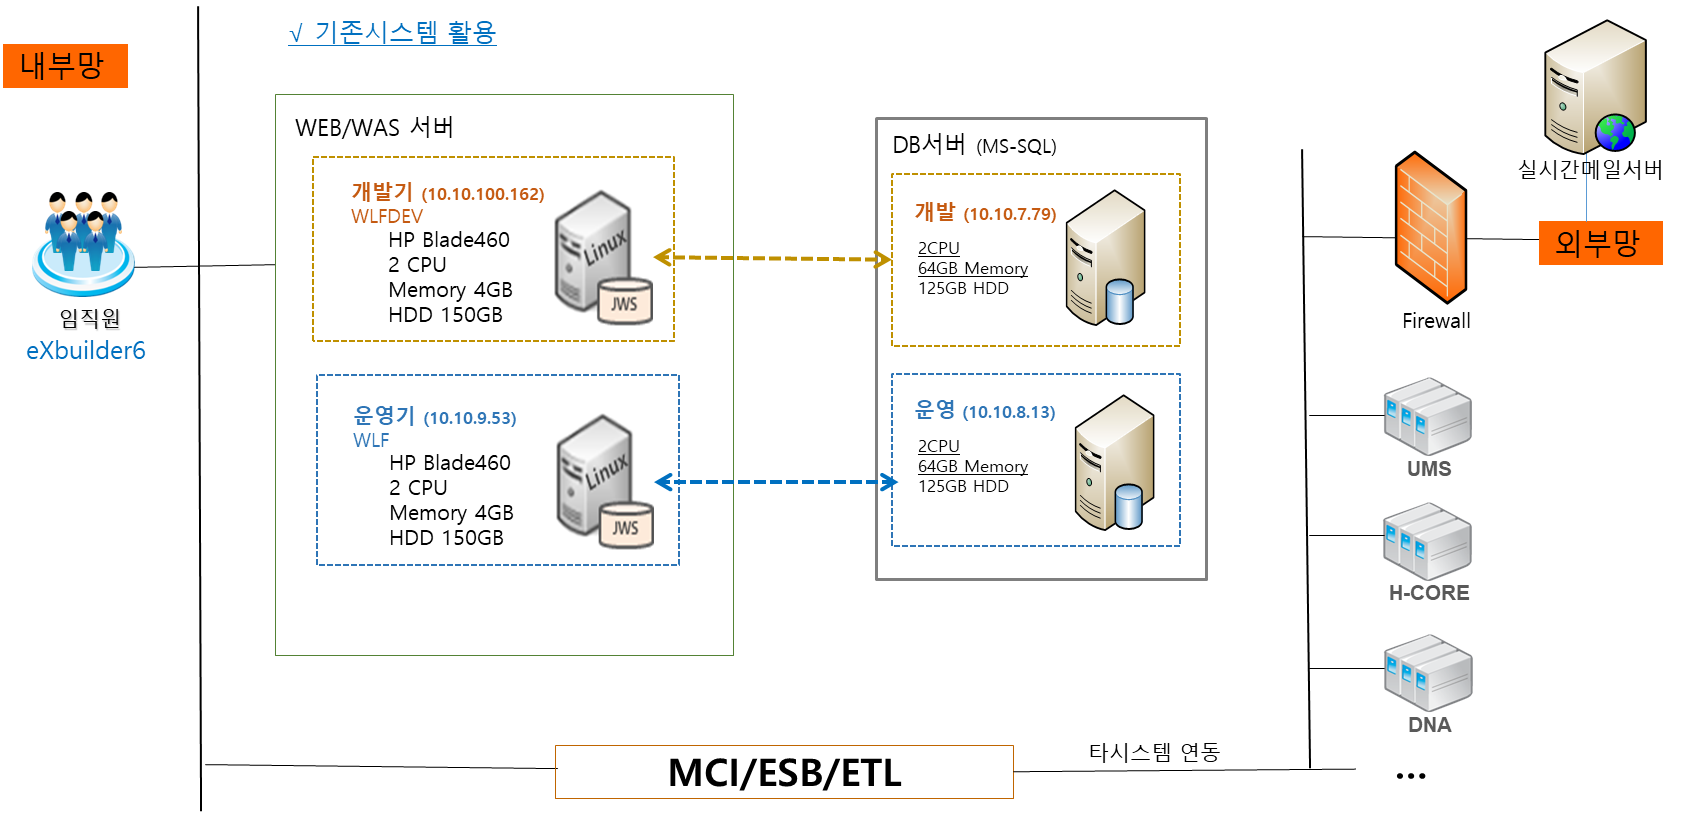 √ 기존시스템 활용
내부망
임직원
eXbuilder6
WEB/WAS 서버
개발기 (10.10.100.162)
WLFDEV
HP Blade460
2 CPU
Memory 4GB
HDD 150GB
Linux
JWS
운영기 (10.10.9.53)
WLF
HP Blade460
2 CPU
Memory 4GB
HDD 150GB
Linux
JWS
DB서버 (MS-SQL)
개발 (10.10.7.79)
2CPU
64GB Memory
125GB HDD
운영 (10.10.8.13)
2CPU
64GB Memory
125GB HDD
실시간메일서버
외부망
Firewall
UMS
H-CORE
DNA
...
타시스템 연동
MCI/ESB/ETL